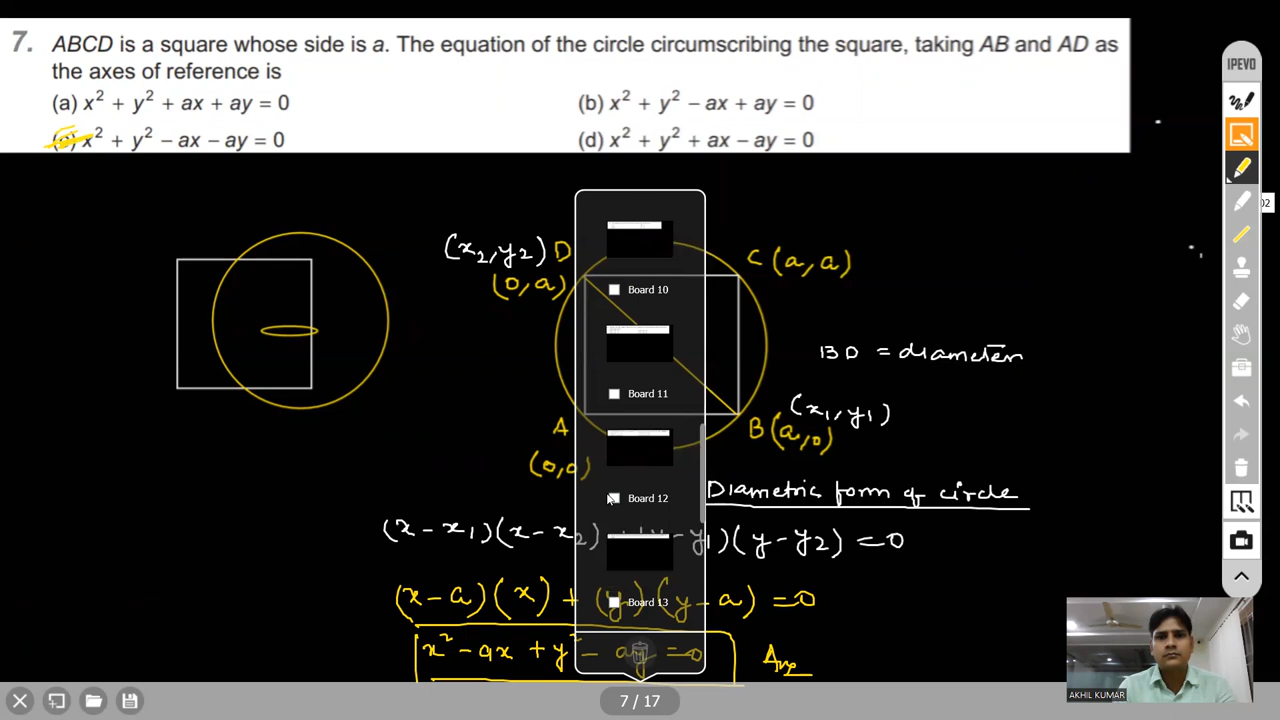 7. ABCD is a square whose side is a. The equation of the circle circumscribing the square, taking AB and AD as
the axes of reference is
(a) x² + y² + ax + ay = 0
(b) x² + y² − ax + ay = 0
(c) x² + y² − ax − ay = 0
(d) x² + y² + ax − ay = 0
IPEVO
02
(x₂, y₂) D
(0, a)
C (a, a)
Board 10
BD = diameter
Board 11
(x₁, y₁)
A
B (a, 0)
(0, 0)
Board 12
Diametric form of circle
(x − x₁)(x − x₂) + (y − y₁)(y − y₂) = 0
(x − a)(x) + (y)(y − a) = 0
Board 13
x² − ax + y² − ay = 0 Ans
AKHIL KUMAR
7 / 17